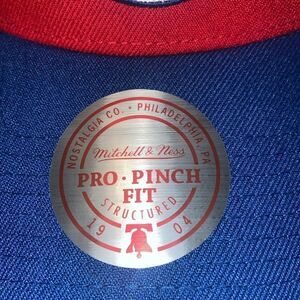 NOSTALGIA CO. • PHILADELPHIA, PA
Mitchell & Ness
PRO • PINCH
FIT
STRUCTURED
19 04